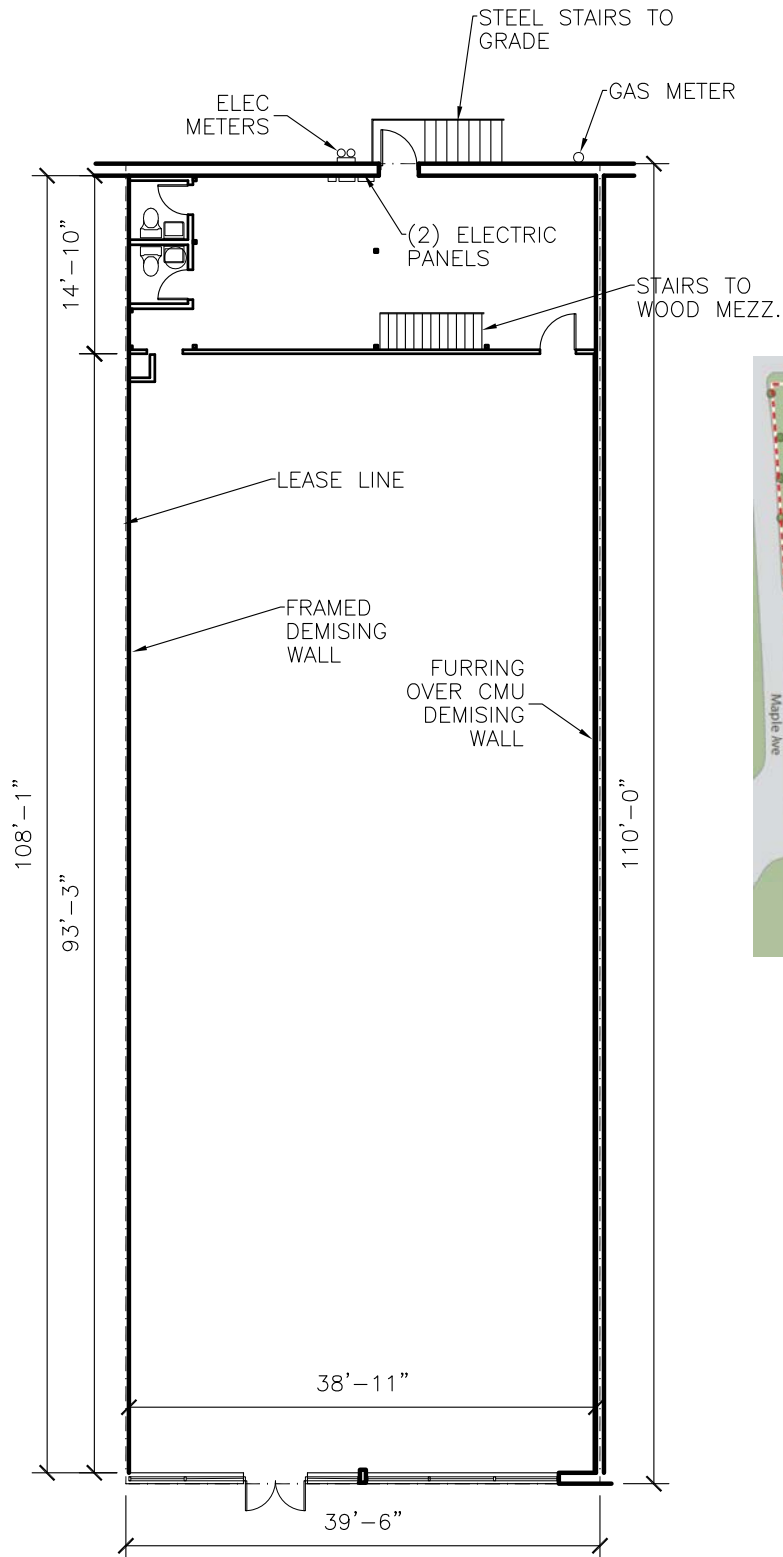 STEEL STAIRS TO
GRADE
ELEC
METERS
GAS METER
(2) ELECTRIC
PANELS
14’-10”
STAIRS TO
WOOD MEZZ.
LEASE LINE
FRAMED
DEMISING
WALL
FURRING
OVER CMU
DEMISING
WALL
Maple Ave
108’-1”
93’-3”
110’-0”
38’-11”
39’-6”